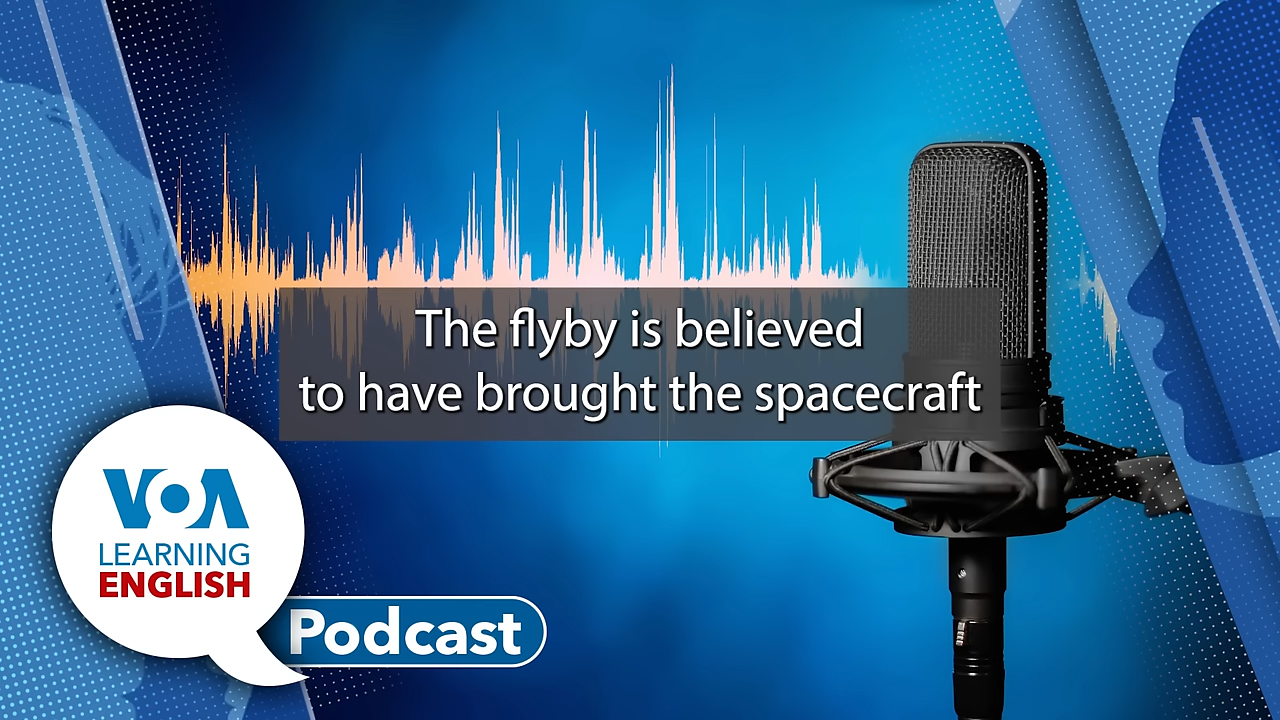 The flyby is believed
to have brought the spacecraft
VOA
LEARNING
ENGLISH
Podcast